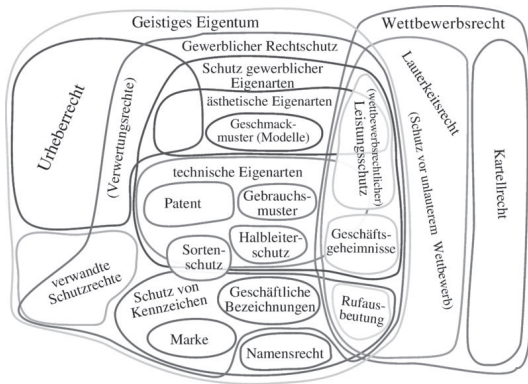 Geistiges Eigentum
Wettbewerbsrecht
Gewerblicher Rechtschutz
Schutz gewerblicher
Eigenarten
ästhetische Eigenarten
Geschmack-
muster (Modelle)
Urheberrecht
(Verwertungsrechte)
technische Eigenarten
Patent
Gebrauchs-
muster
Sorten-
schutz
Halbleiter-
schutz
(wettbewerbsrechtlicher)
Leistungsschutz
Geschäfts-
geheimnisse
Lauterkeitsrecht
(Schutz vor unlauterem Wettbewerb)
Kartellrecht
verwandte
Schutzrechte
Schutz von
Kennzeichen
Geschäftliche
Bezeichnungen
Marke
Namensrecht
Rufaus-
beutung